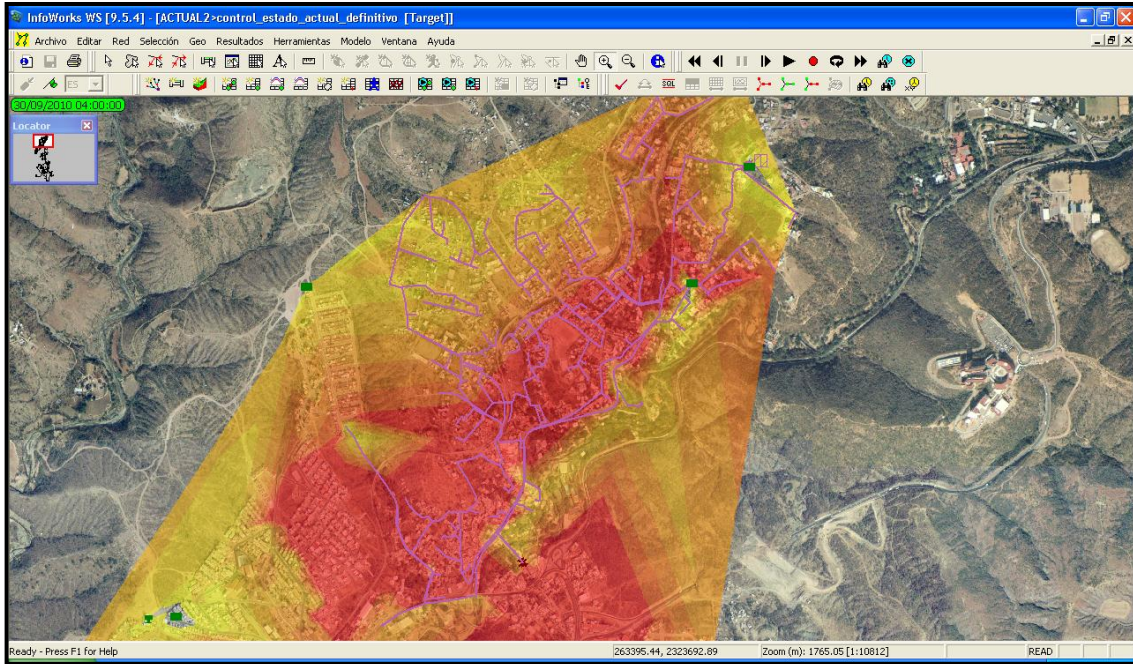 InfoWorks WS [9.5.4] - [ACTUAL2>control_estado_actual_definitivo [Target]]
Archivo Editar Red Selección Geo Resultados Herramientas Modelo Ventana Ayuda
ES SQL
30/09/2010 04:00:00
Locator
Ready - Press F1 for Help 263395.44, 2323692.89 Zoom (m): 1765.05 [1:10812] READ